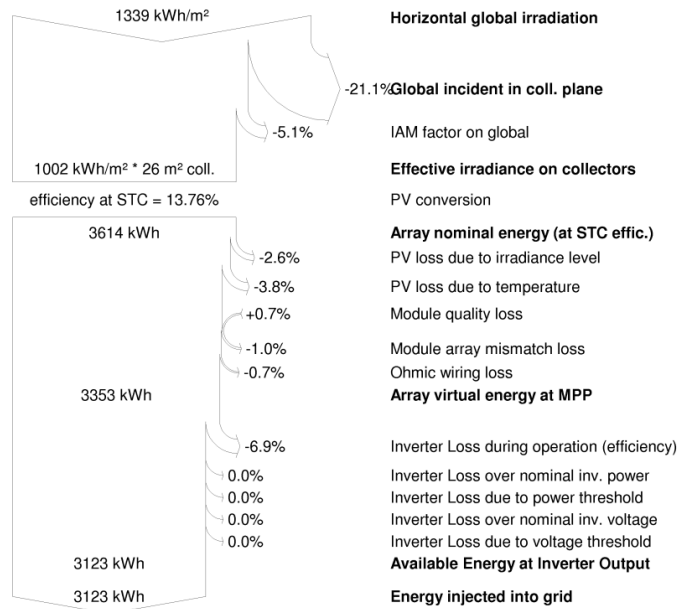 1339 kWh/m² Horizontal global irradiation
-21.1% Global incident in coll. plane
-5.1% IAM factor on global
1002 kWh/m² * 26 m² coll. Effective irradiance on collectors
efficiency at STC = 13.76% PV conversion
3614 kWh Array nominal energy (at STC effic.)
-2.6% PV loss due to irradiance level
-3.8% PV loss due to temperature
+0.7% Module quality loss
-1.0% Module array mismatch loss
-0.7% Ohmic wiring loss
3353 kWh Array virtual energy at MPP
-6.9% Inverter Loss during operation (efficiency)
0.0% Inverter Loss over nominal inv. power
0.0% Inverter Loss due to power threshold
0.0% Inverter Loss over nominal inv. voltage
0.0% Inverter Loss due to voltage threshold
3123 kWh Available Energy at Inverter Output
3123 kWh Energy injected into grid